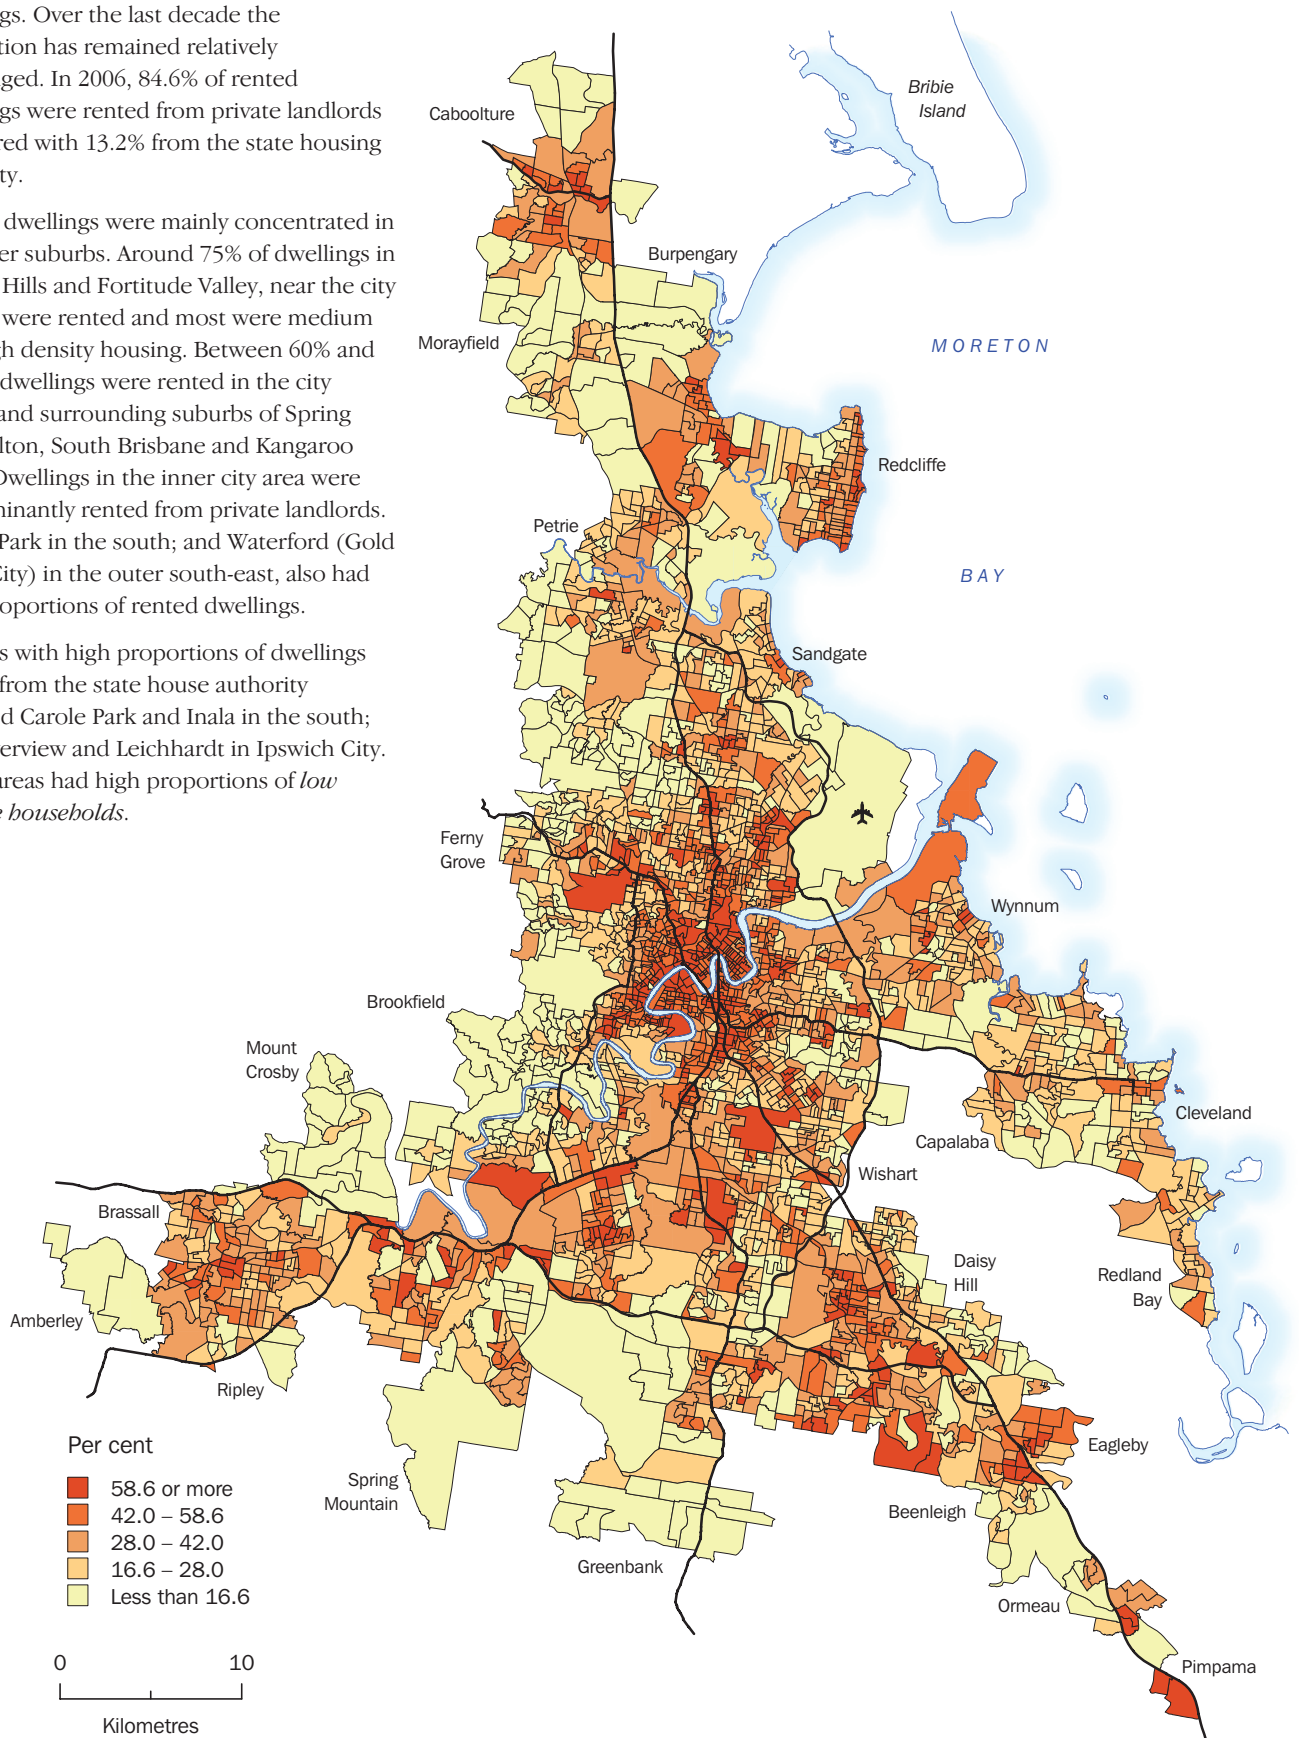 gs. Over the last decade the
tion has remained relatively
ged. In 2006, 84.6% of rented
gs were rented from private landlords
red with 13.2% from the state housing
ty.
dwellings were mainly concentrated in
er suburbs. Around 75% of dwellings in
Hills and Fortitude Valley, near the city
were rented and most were medium
gh density housing. Between 60% and
dwellings were rented in the city
and surrounding suburbs of Spring
lton, South Brisbane and Kangaroo
Dwellings in the inner city area were
minantly rented from private landlords.
Park in the south; and Waterford (Gold
City) in the outer south-east, also had
roportions of rented dwellings.
s with high proportions of dwellings
from the state house authority
d Carole Park and Inala in the south;
erview and Leichhardt in Ipswich City.
areas had high proportions of low
e households.
Bribie
Island
Caboolture
Burpengary
MORETON
Morayfield
Redcliffe
Petrie
BAY
Sandgate
Ferny
Grove
Wynnum
Brookfield
Mount
Crosby
Cleveland
Capalaba
Wishart
Brassall
Daisy
Hill
Redland
Bay
Amberley
Ripley
Eagleby
Spring
Mountain
Beenleigh
Greenbank
Ormeau
Pimpama
Per cent
58.6 or more
42.0 – 58.6
28.0 – 42.0
16.6 – 28.0
Less than 16.6
0 10
Kilometres